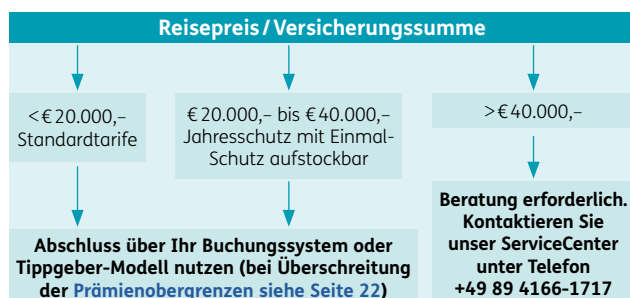 Reisepreis / Versicherungssumme
< € 20.000,–
Standardtarife
€ 20.000,– bis € 40.000,–
Jahresschutz mit Einmal-
Schutz aufstockbar
> € 40.000,–
Abschluss über Ihr Buchungssystem oder
Tippgeber-Modell nutzen (bei Überschreitung
der Prämienobergrenzen siehe Seite 22)
Beratung erforderlich.
Kontaktieren Sie
unser ServiceCenter
unter Telefon
+49 89 4166-1717